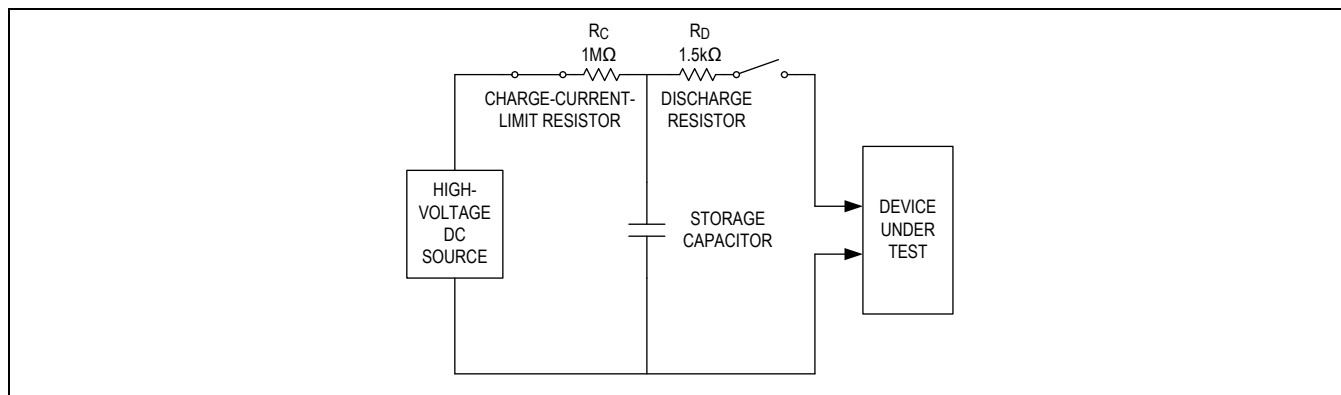 RC
1MΩ
CHARGE-CURRENT-
LIMIT RESISTOR
RD
1.5kΩ
DISCHARGE
RESISTOR
HIGH-
VOLTAGE
DC
SOURCE
STORAGE
CAPACITOR
DEVICE
UNDER
TEST